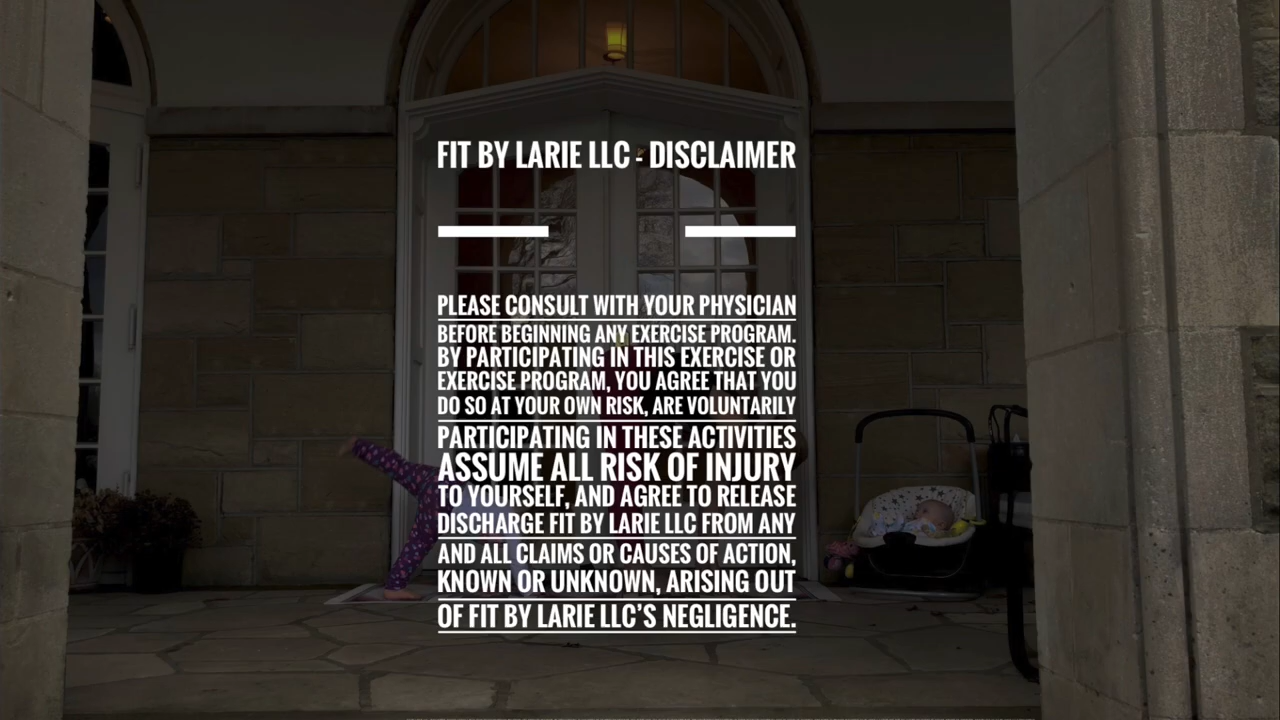 FIT BY LARIE LLC - DISCLAIMER
PLEASE CONSULT WITH YOUR PHYSICIAN
BEFORE BEGINNING ANY EXERCISE PROGRAM.
BY PARTICIPATING IN THIS EXERCISE OR
EXERCISE PROGRAM, YOU AGREE THAT YOU
DO SO AT YOUR OWN RISK, ARE VOLUNTARILY
PARTICIPATING IN THESE ACTIVITIES
ASSUME ALL RISK OF INJURY
TO YOURSELF, AND AGREE TO RELEASE
DISCHARGE FIT BY LARIE LLC FROM ANY
AND ALL CLAIMS OR CAUSES OF ACTION,
KNOWN OR UNKNOWN, ARISING OUT
OF FIT BY LARIE LLC'S NEGLIGENCE.